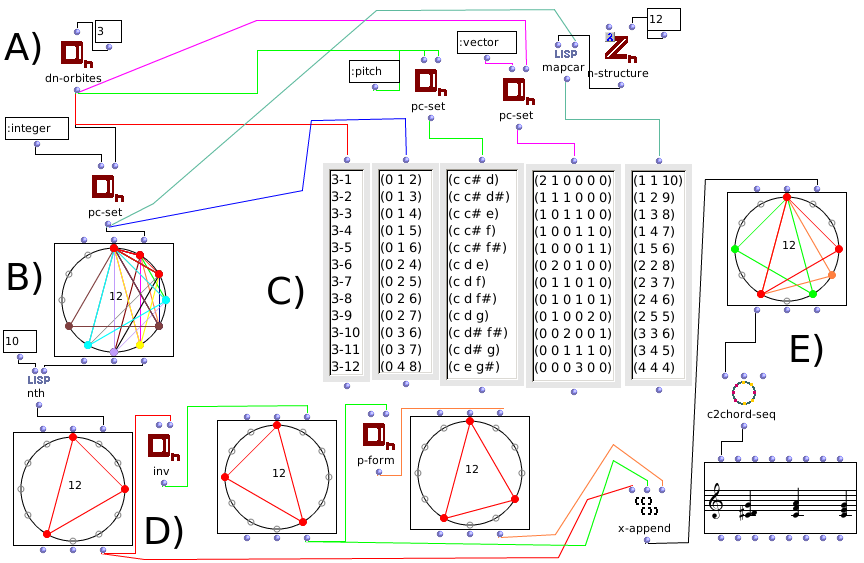 A)
3
dn-orbites
:integer
pc-set
:pitch
pc-set
:vector
pc-set
LISP
mapcar
n-structure
12
B)
12
10
LISP
nth
C)
3-1
3-2
3-3
3-4
3-5
3-6
3-7
3-8
3-9
3-10
3-11
3-12
(0 1 2)
(0 1 3)
(0 1 4)
(0 1 5)
(0 1 6)
(0 2 4)
(0 2 5)
(0 2 6)
(0 2 7)
(0 3 6)
(0 3 7)
(0 4 8)
(c c# d)
(c c# d#)
(c c# e)
(c c# f)
(c c# f#)
(c d e)
(c d f)
(c d f#)
(c d g)
(c d# f#)
(c d# g)
(c e g#)
(2 1 0 0 0 0)
(1 1 1 0 0 0)
(1 0 1 1 0 0)
(1 0 0 1 1 0)
(1 0 0 0 1 1)
(0 2 0 1 0 0)
(0 1 1 0 1 0)
(0 1 0 1 0 1)
(0 1 0 0 2 0)
(0 0 2 0 0 1)
(0 0 1 1 1 0)
(0 0 0 3 0 0)
(1 1 10)
(1 2 9)
(1 3 8)
(1 4 7)
(1 5 6)
(2 2 8)
(2 3 7)
(2 4 6)
(2 5 5)
(3 3 6)
(3 4 5)
(4 4 4)
D)
12
inv
12
p-form
12
x-append
E)
12
c2chord-seq